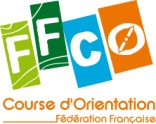 FFCO
Course d'Orientation
Fédération Française